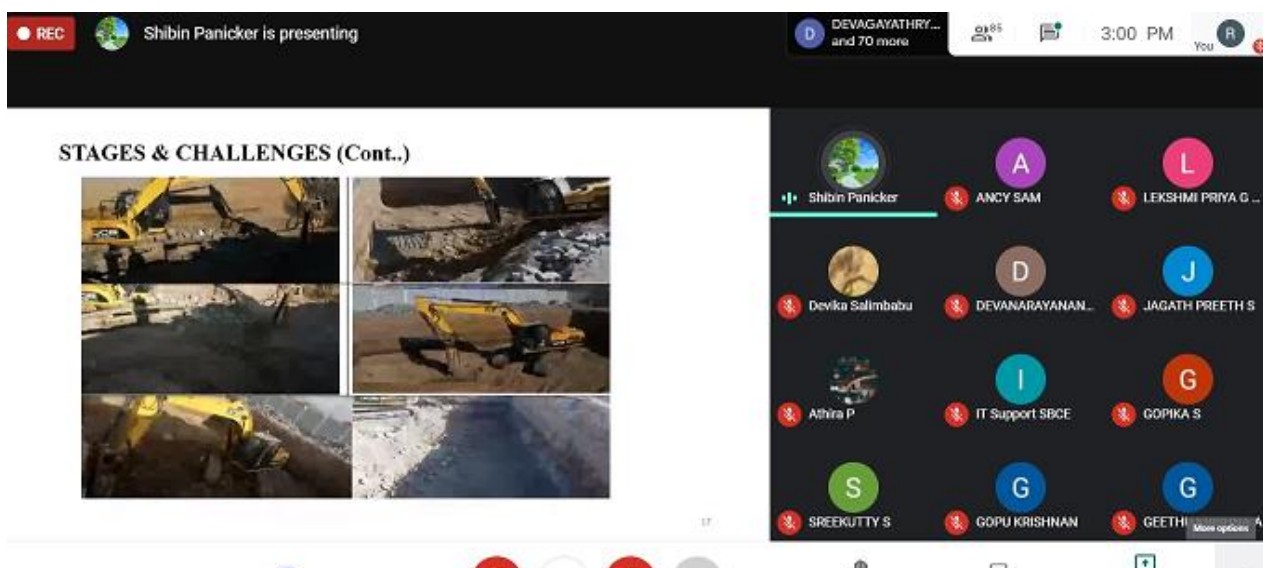 REC
Shibin Panicker is presenting
D
DEVAGAYATHRY...
and 70 more
85
3:00 PM
You
R
STAGES & CHALLENGES (Cont..)
JCB
17
Shibin Panicker
A
ANCY SAM
L
LEKSHMI PRIYA G ...
Devika Salimbabu
D
DEVANARAYANAN...
J
JAGATH PREETH S
Athira P
I
IT Support SBCE
G
GOPIKA S
S
SREEKUTTY S
G
GOPU KRISHNAN
G
GEETH
More options